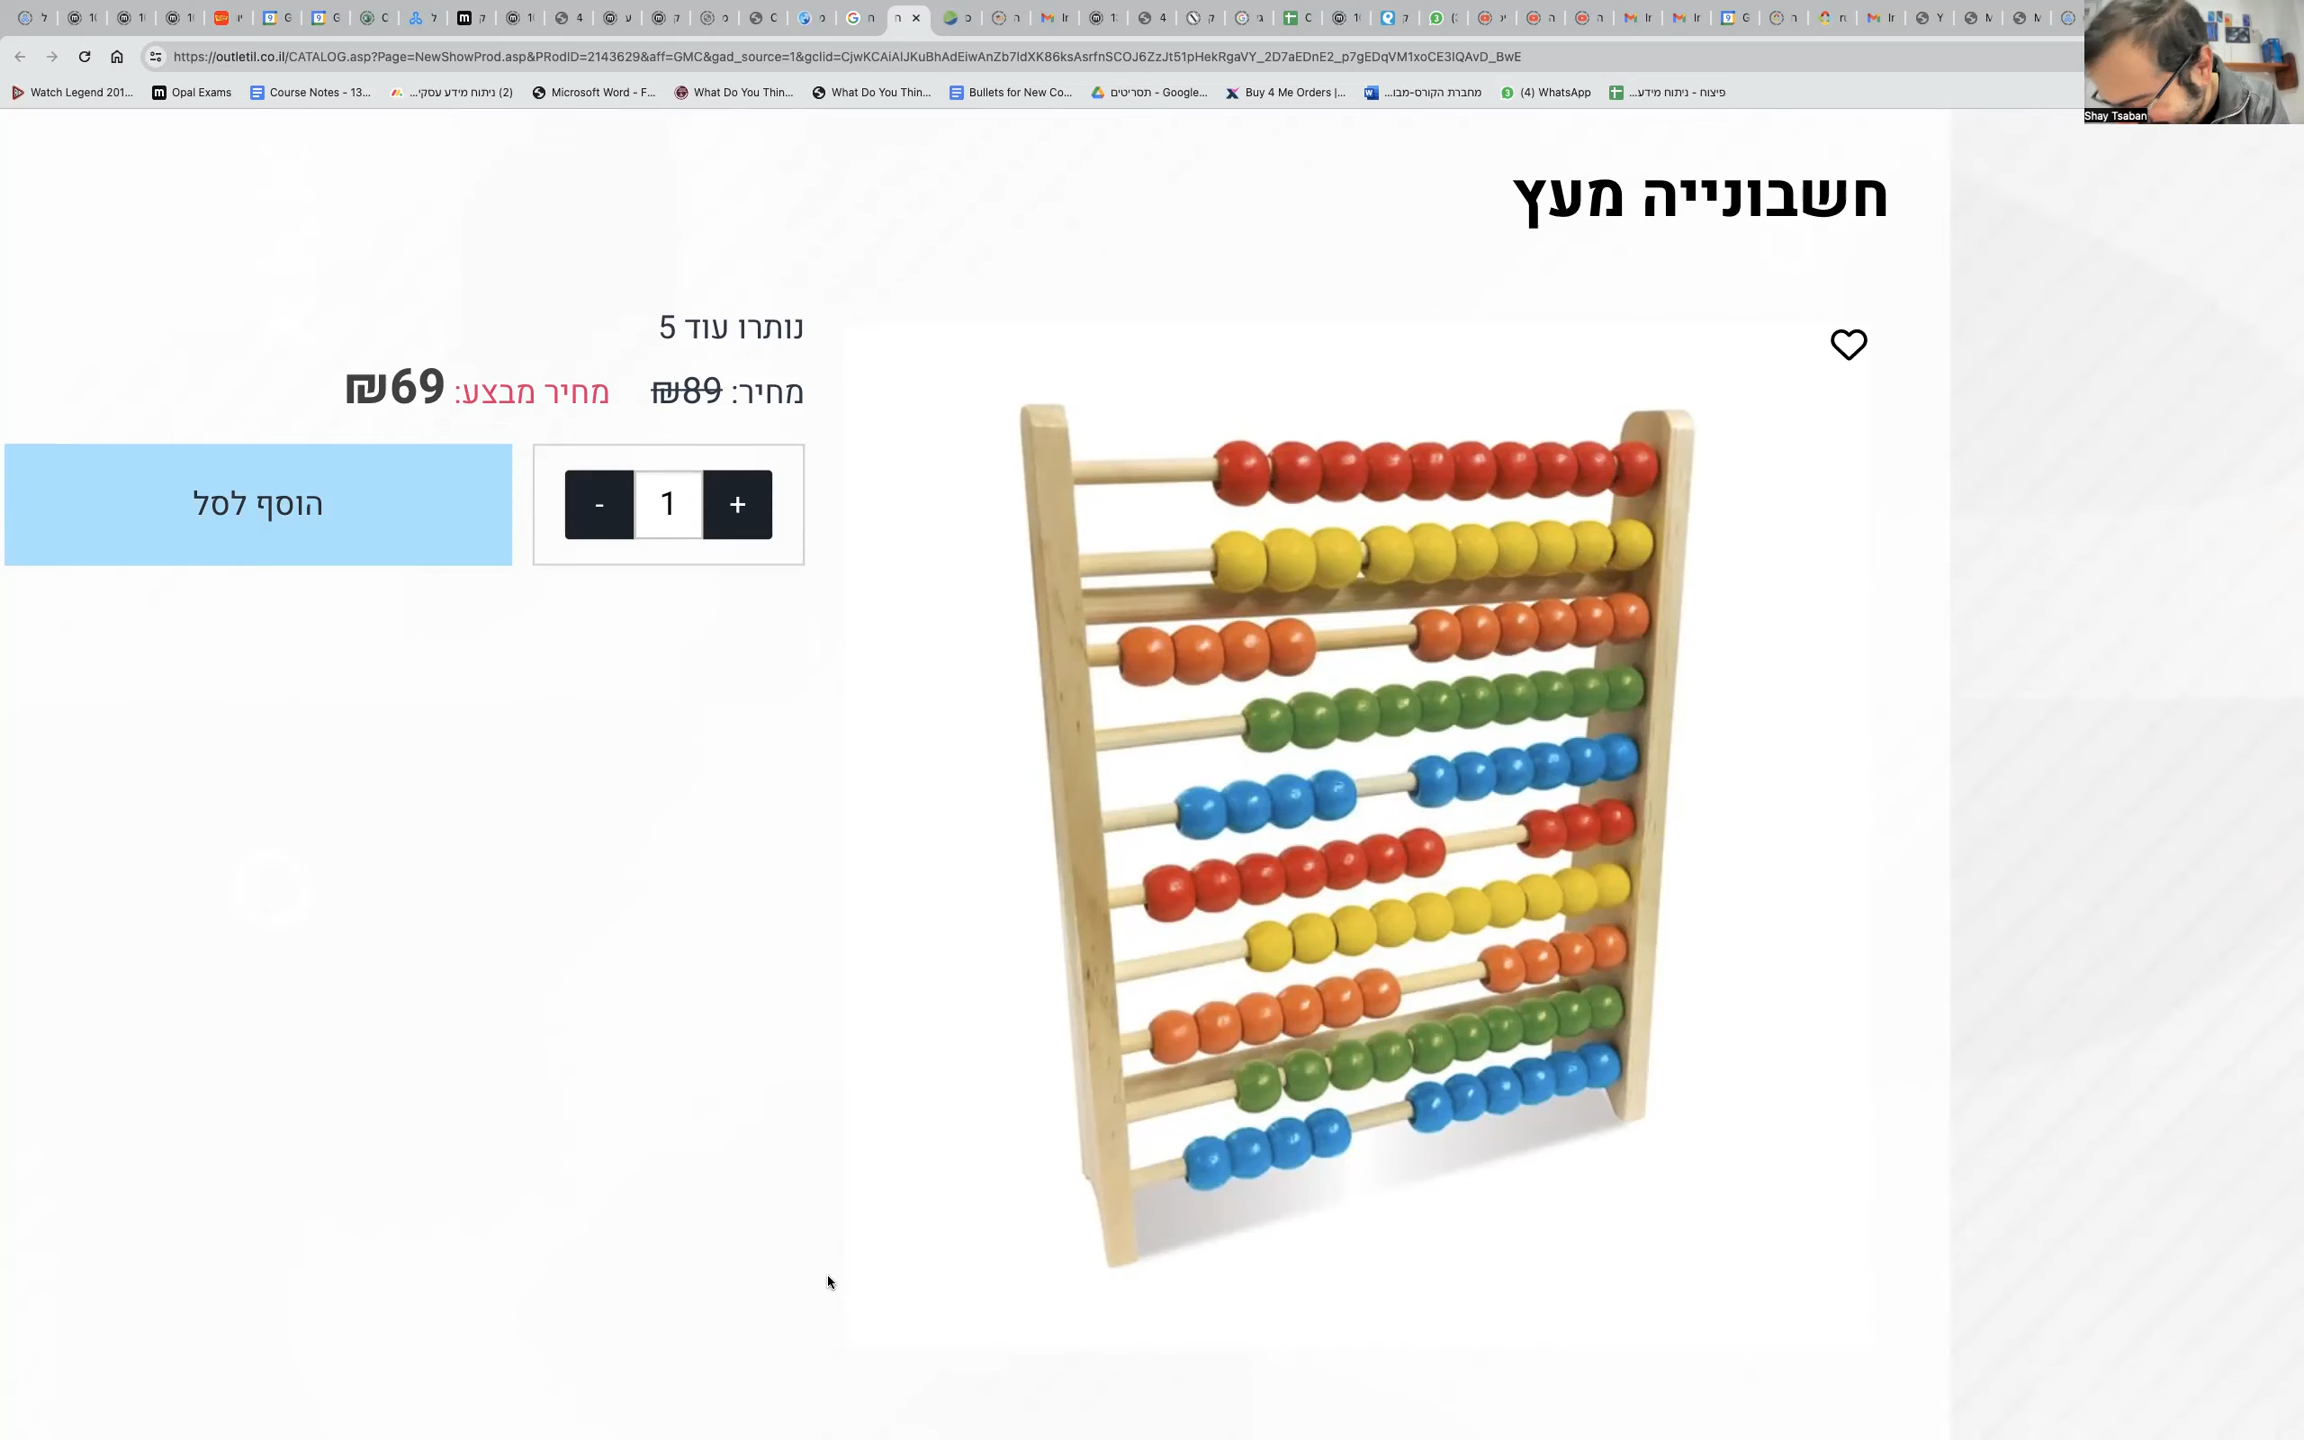 https://outletil.co.il/CATALOG.asp?Page=NewShowProd.asp&PRodID=2143629&aff=GMC&gad_source=1&gclid=CjwKCAiAIJKuBhAdEiwAnZb7ldXK86ksAsrfnSCOJ6ZzJt51pHekRgaVY_2D7aEDnE2_p7gEDqVM1xoCE3IQAvD_BwE
Watch Legend 201...
Opal Exams
Course Notes - 13...
(2) ניתוח מידע עסקי...
Microsoft Word - F...
What Do You Thin...
What Do You Thin...
Bullets for New Co...
תסריטים - Google...
Buy 4 Me Orders |...
מחברת הקורס-מבו...
(4) WhatsApp
פיצוח - ניתוח מידע...
Shay Tsaban
חשבונייה מעץ
נותרו עוד 5
מחיר: ₪89 מחיר מבצע: ₪69
+ 1 -
הוסף לסל